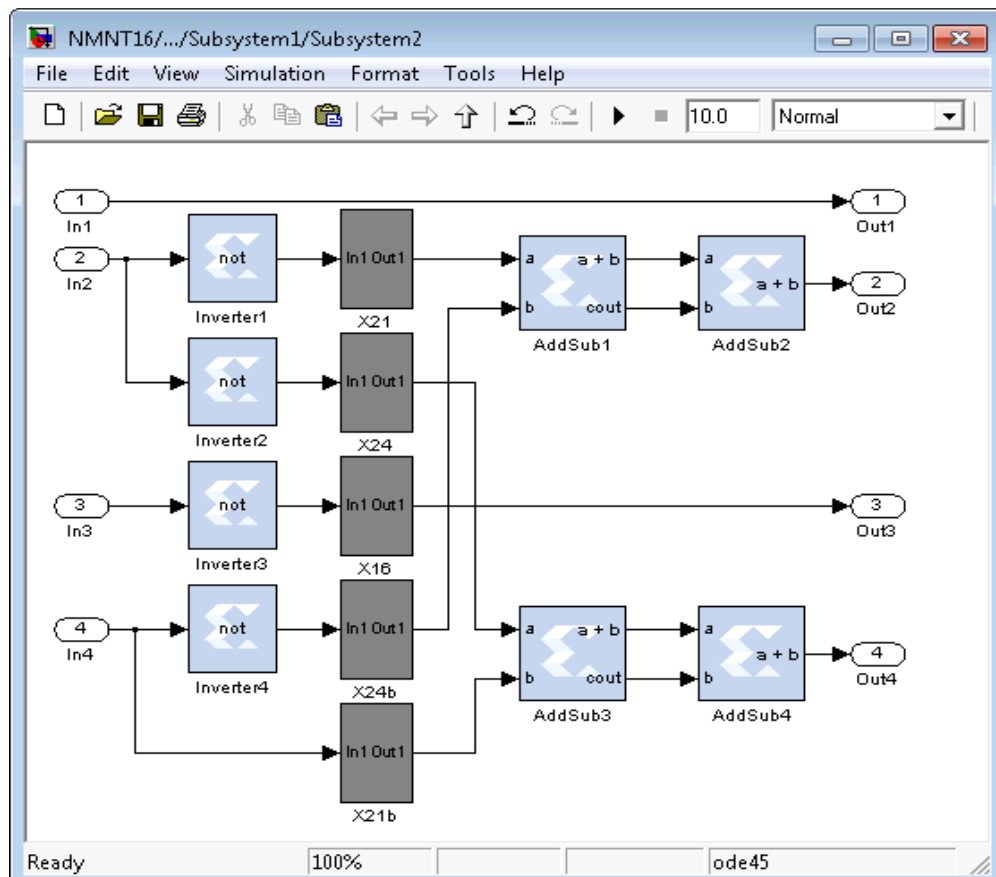 NMNT16/.../Subsystem1/Subsystem2
File Edit View Simulation Format Tools Help
10.0 Normal
1
In1
1
Out1
2
In2
not
Inverter1
In1 Out1
X21
a a + b
b cout
AddSub1
a
a + b
b
AddSub2
2
Out2
not
Inverter2
In1 Out1
X24
3
In3
not
Inverter3
In1 Out1
X16
3
Out3
4
In4
not
Inverter4
In1 Out1
X24b
a a + b
b cout
AddSub3
a
a + b
b
AddSub4
4
Out4
In1 Out1
X21b
Ready 100% ode45